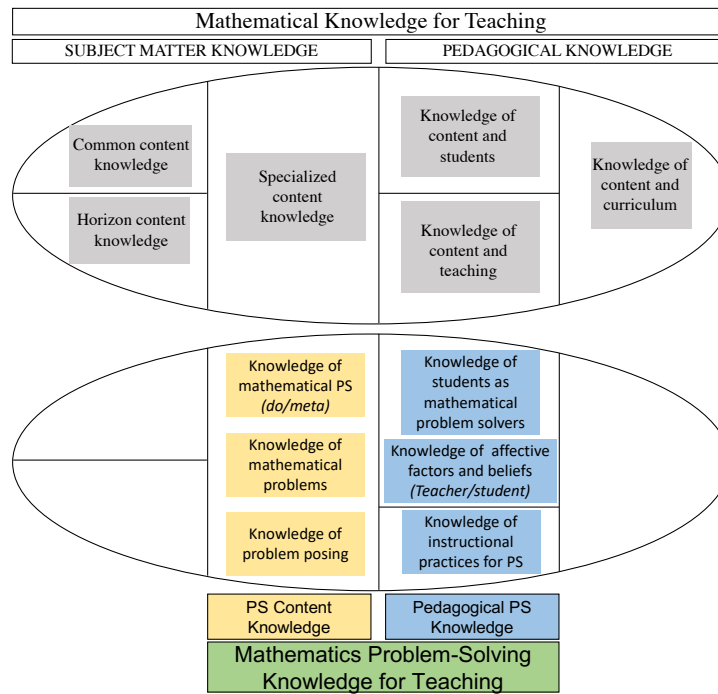 Mathematical Knowledge for Teaching
SUBJECT MATTER KNOWLEDGE
PEDAGOGICAL KNOWLEDGE
Common content
knowledge
Horizon content
knowledge
Specialized
content
knowledge
Knowledge of
content and
students
Knowledge of
content and
teaching
Knowledge of
content and
curriculum
Knowledge of
mathematical PS
(do/meta)
Knowledge of
mathematical
problems
Knowledge of
problem posing
Knowledge of
students as
mathematical
problem solvers
Knowledge of affective
factors and beliefs
(Teacher/student)
Knowledge of
instructional
practices for PS
PS Content
Knowledge
Pedagogical PS
Knowledge
Mathematics Problem-Solving
Knowledge for Teaching